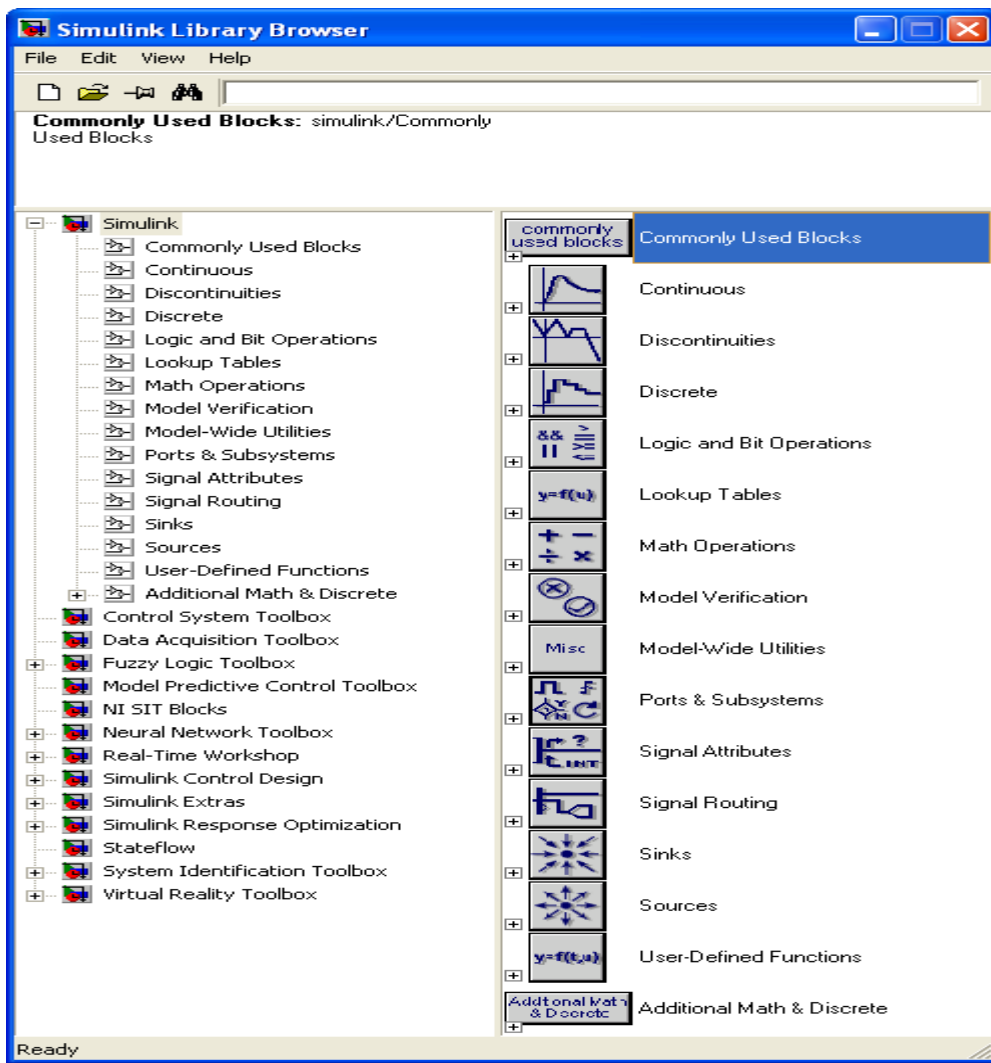 Simulink Library Browser
File Edit View Help
Commonly Used Blocks: simulink/Commonly
Used Blocks
Simulink
Commonly Used Blocks
Continuous
Discontinuities
Discrete
Logic and Bit Operations
Lookup Tables
Math Operations
Model Verification
Model-Wide Utilities
Ports & Subsystems
Signal Attributes
Signal Routing
Sinks
Sources
User-Defined Functions
Additional Math & Discrete
Control System Toolbox
Data Acquisition Toolbox
Fuzzy Logic Toolbox
Model Predictive Control Toolbox
NI SIT Blocks
Neural Network Toolbox
Real-Time Workshop
Simulink Control Design
Simulink Extras
Simulink Response Optimization
Stateflow
System Identification Toolbox
Virtual Reality Toolbox
commonly
used blocks
Commonly Used Blocks
Continuous
Discontinuities
Discrete
&& || > >= <=
Logic and Bit Operations
y=f(u)
Lookup Tables
+ − ÷ ×
Math Operations
Model Verification
Misc
Model-Wide Utilities
Y N
Ports & Subsystems
? t INT
Signal Attributes
Signal Routing
Sinks
Sources
y=f(t,u)
User-Defined Functions
Additional Math
& Discrete
Additional Math & Discrete
Ready